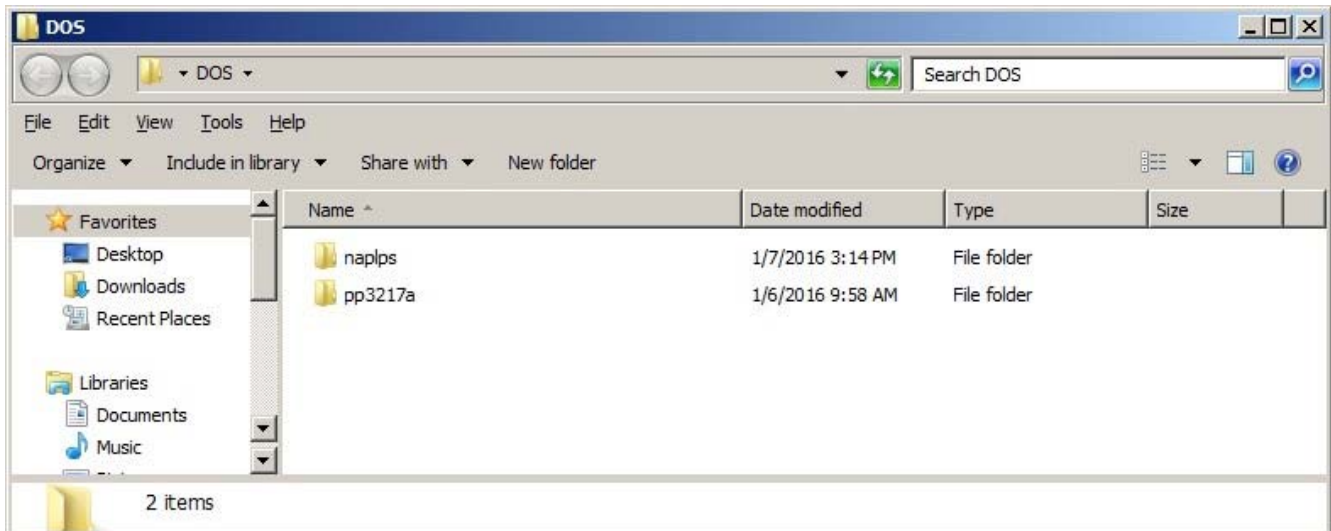 DOS
DOS
Search DOS
File Edit View Tools Help
Organize Include in library Share with New folder
Favorites
Desktop
Downloads
Recent Places
Libraries
Documents
Music
Name Date modified Type Size
naplps 1/7/2016 3:14 PM File folder
pp3217a 1/6/2016 9:58 AM File folder
2 items